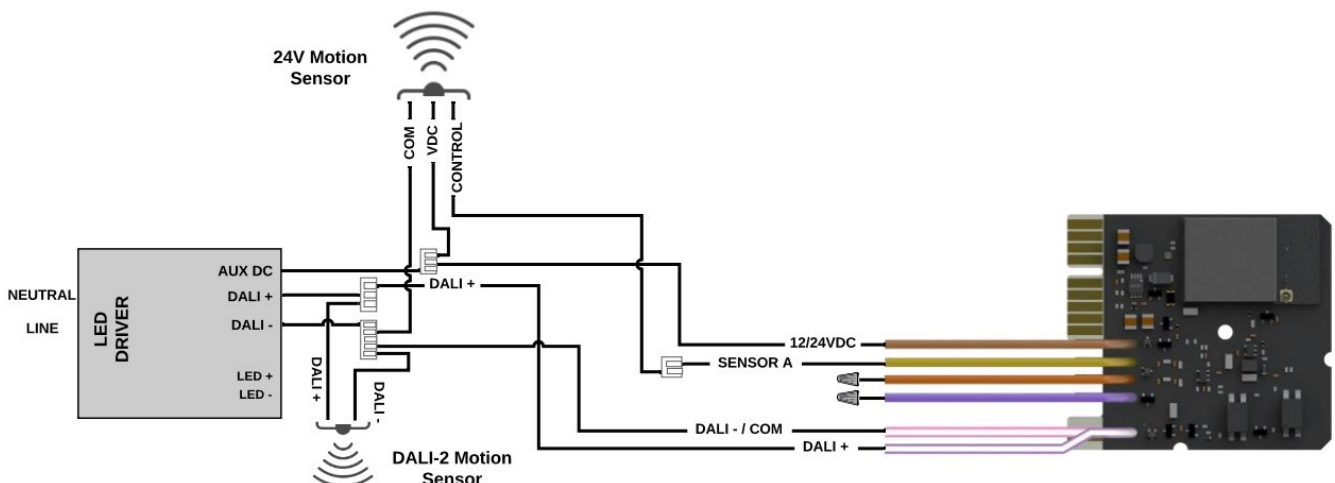 24V Motion
Sensor
COM
VDC
CONTROL
AUX DC
DALI +
DALI +
NEUTRAL
LINE
LED
DRIVER
DALI -
LED +
LED -
DALI +
DALI -
12/24VDC
SENSOR A
DALI - / COM
DALI +
DALI-2 Motion
Sensor